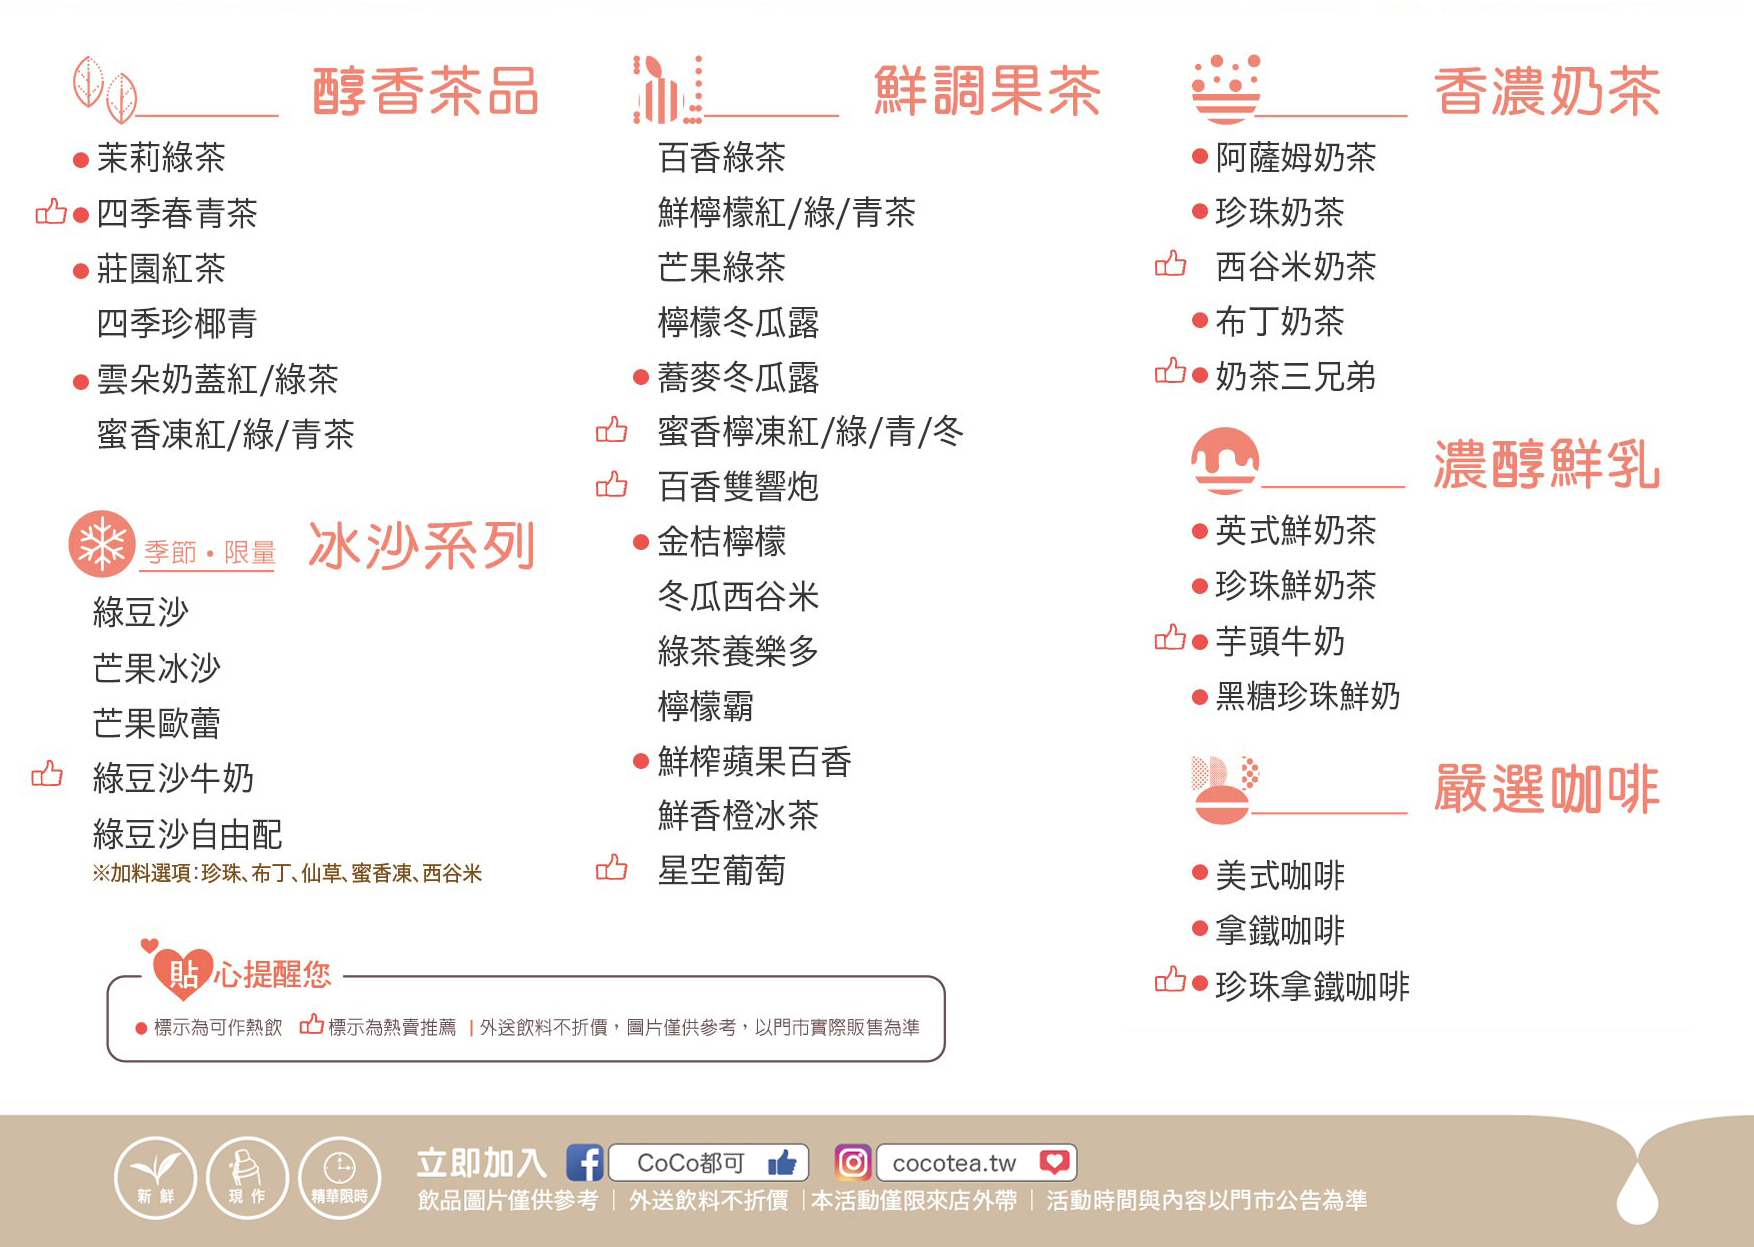 醇香茶品
茉莉綠茶
四季春青茶
莊園紅茶
四季珍椰青
雲朵奶蓋紅/綠茶
蜜香凍紅/綠/青茶
季節・限量 冰沙系列
綠豆沙
芒果冰沙
芒果歐蕾
綠豆沙牛奶
綠豆沙自由配
※加料選項:珍珠、布丁、仙草、蜜香凍、西谷米
鮮調果茶
百香綠茶
鮮檸檬紅/綠/青茶
芒果綠茶
檸檬冬瓜露
蕎麥冬瓜露
蜜香檸凍紅/綠/青/冬
百香雙響炮
金桔檸檬
冬瓜西谷米
綠茶養樂多
檸檬霸
鮮榨蘋果百香
鮮香橙冰茶
星空葡萄
香濃奶茶
阿薩姆奶茶
珍珠奶茶
西谷米奶茶
布丁奶茶
奶茶三兄弟
濃醇鮮乳
英式鮮奶茶
珍珠鮮奶茶
芋頭牛奶
黑糖珍珠鮮奶
嚴選咖啡
美式咖啡
拿鐵咖啡
珍珠拿鐵咖啡
貼心提醒您
標示為可作熱飲 標示為熱賣推薦 | 外送飲料不折價，圖片僅供參考，以門市實際販售為準
新鮮 現作 精華限時
立即加入 CoCo都可 cocotea.tw
飲品圖片僅供參考 | 外送飲料不折價 | 本活動僅限來店外帶 | 活動時間與內容以門市公告為準